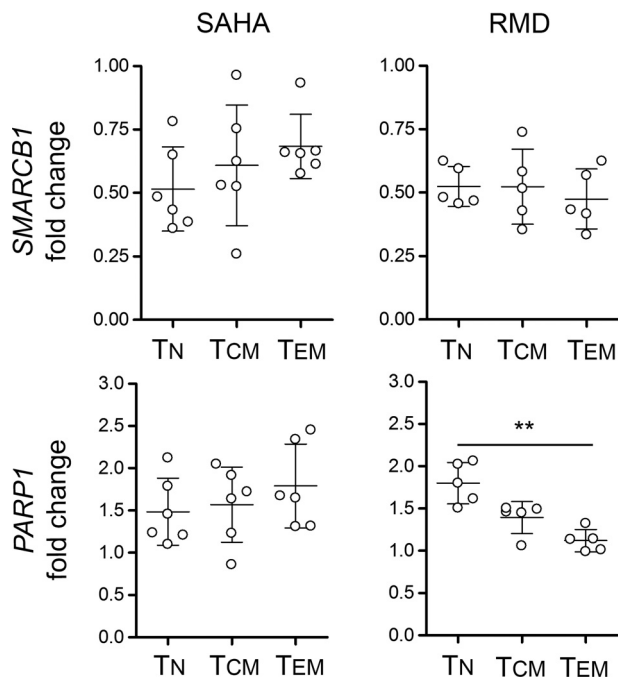 SAHA
RMD
SMARCB1
fold change
1.00
0.75
0.50
0.25
0.00
TN TCM TEM
1.00
0.75
0.50
0.25
0.00
TN TCM TEM
PARP1
fold change
3.0
2.5
2.0
1.5
1.0
0.5
0.0
TN TCM TEM
3.0
2.5
2.0
1.5
1.0
0.5
0.0
**
TN TCM TEM